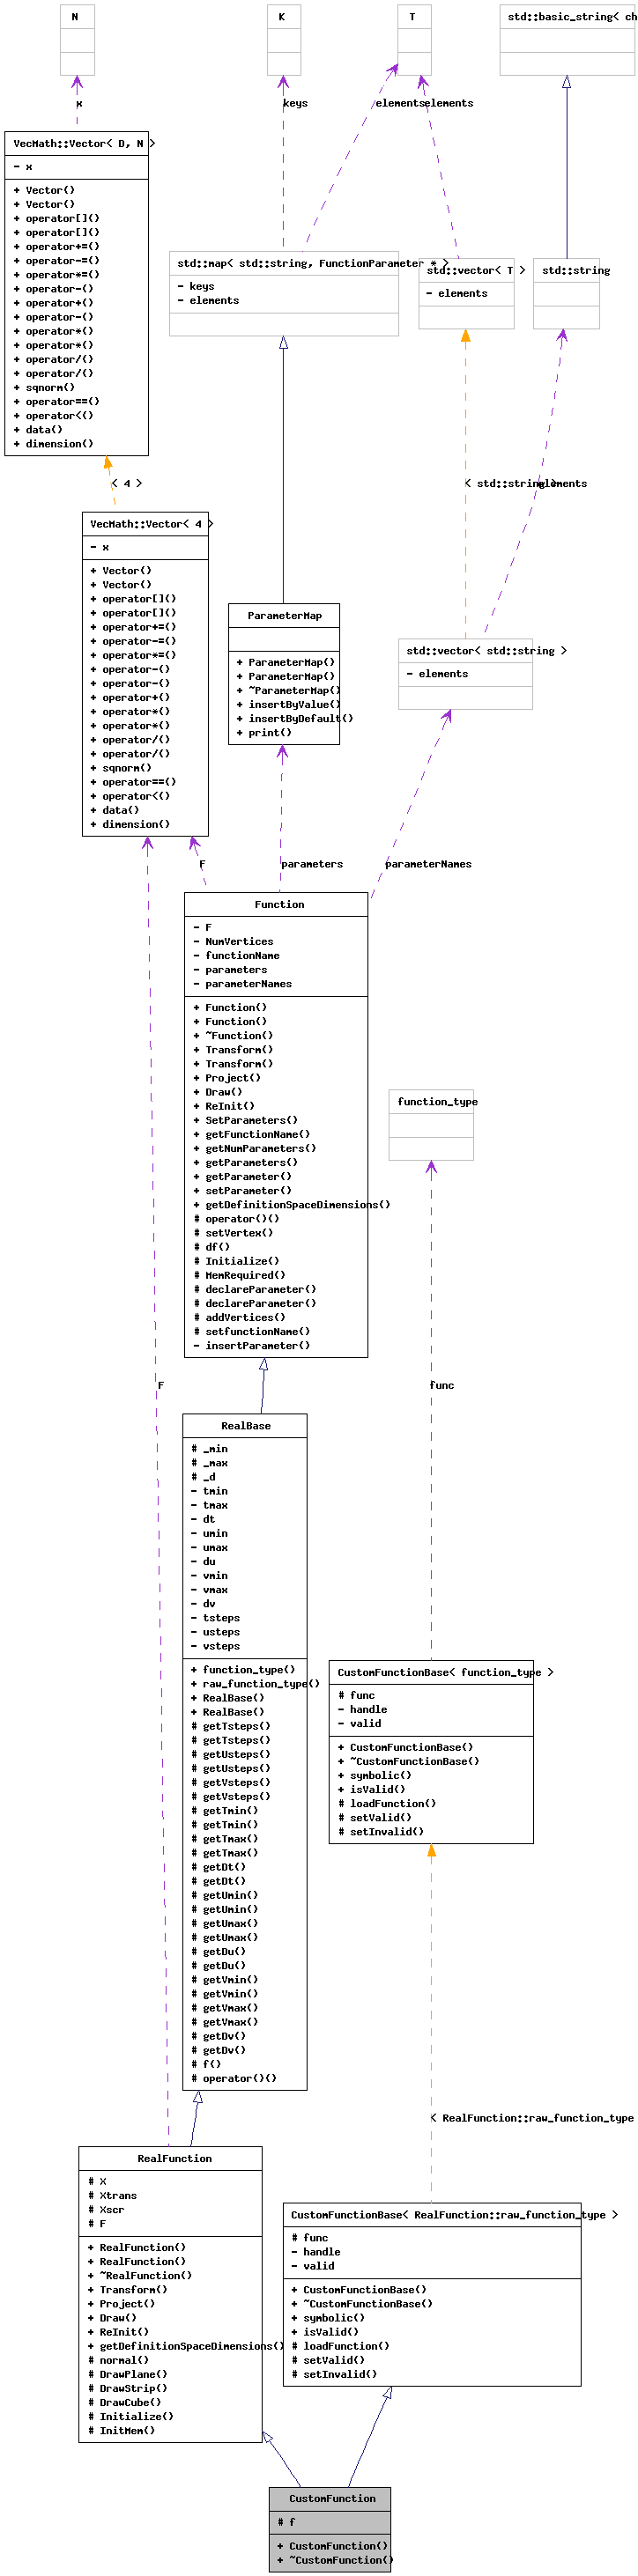 N
K
T
std::basic_string< ch
x
keys
elements
elements
VecMath::Vector< D, N >
- x
+ Vector()
+ Vector()
+ operator[]()
+ operator[]()
+ operator+=()
+ operator-=()
+ operator*=()
+ operator-()
+ operator+()
+ operator-()
+ operator*()
+ operator*()
+ operator/()
+ operator/()
+ sqnorm()
+ operator==()
+ operator<()
+ data()
+ dimension()
std::map< std::string, FunctionParameter * >
- keys
- elements
std::vector< T >
- elements
std::string
< 4 >
< std::string >
elements
VecMath::Vector< 4 >
- x
+ Vector()
+ Vector()
+ operator[]()
+ operator[]()
+ operator+=()
+ operator-=()
+ operator*=()
+ operator-()
+ operator-()
+ operator+()
+ operator*()
+ operator*()
+ operator/()
+ operator/()
+ sqnorm()
+ operator==()
+ operator<()
+ data()
+ dimension()
ParameterMap
+ ParameterMap()
+ ParameterMap()
+ ~ParameterMap()
+ insertByValue()
+ insertByDefault()
+ print()
std::vector< std::string >
- elements
F
parameters
parameterNames
Function
- F
- NumVertices
- functionName
- parameters
- parameterNames
+ Function()
+ Function()
+ ~Function()
+ Transform()
+ Transform()
+ Project()
+ Draw()
+ ReInit()
+ SetParameters()
+ getFunctionName()
+ getNumParameters()
+ getParameters()
+ getParameter()
+ setParameter()
+ getDefinitionSpaceDimensions()
# operator()()
# setVertex()
# df()
# Initialize()
# MemRequired()
# declareParameter()
# declareParameter()
# addVertices()
# setfunctionName()
- insertParameter()
function_type
F
func
RealBase
# _min
# _max
# _d
- tmin
- tmax
- dt
- umin
- umax
- du
- vmin
- vmax
- dv
- tsteps
- usteps
- vsteps
+ function_type()
+ raw_function_type()
+ RealBase()
+ RealBase()
# getTsteps()
# getTsteps()
# getUsteps()
# getUsteps()
# getVsteps()
# getVsteps()
# getTmin()
# getTmin()
# getTmax()
# getTmax()
# getDt()
# getDt()
# getUmin()
# getUmin()
# getUmax()
# getUmax()
# getDu()
# getDu()
# getVmin()
# getVmin()
# getVmax()
# getVmax()
# getDv()
# getDv()
# f()
# operator()()
CustomFunctionBase< function_type >
# func
- handle
- valid
+ CustomFunctionBase()
+ ~CustomFunctionBase()
+ symbolic()
+ isValid()
# loadFunction()
# setValid()
# setInvalid()
< RealFunction::raw_function_type
RealFunction
# X
# Xtrans
# Xscr
# F
+ RealFunction()
+ RealFunction()
+ ~RealFunction()
+ Transform()
+ Project()
+ Draw()
+ ReInit()
+ getDefinitionSpaceDimensions()
# normal()
# DrawPlane()
# DrawStrip()
# DrawCube()
# Initialize()
# InitMem()
CustomFunctionBase< RealFunction::raw_function_type >
# func
- handle
- valid
+ CustomFunctionBase()
+ ~CustomFunctionBase()
+ symbolic()
+ isValid()
# loadFunction()
# setValid()
# setInvalid()
CustomFunction
# f
+ CustomFunction()
+ ~CustomFunction()